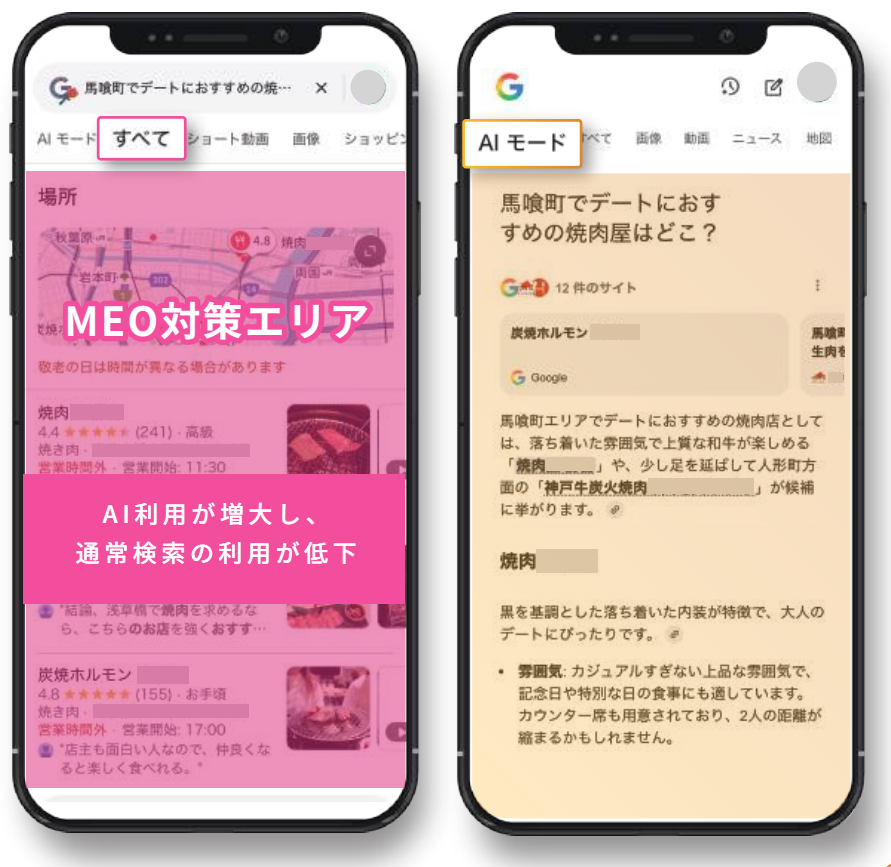 馬喰町でデートにおすすめの焼…
AI モード すべて ショート動画 画像 ショッピン
場所
秋葉原
4.8 焼肉
岩本町
両国
MEO対策エリア
敬老の日は時間が異なる場合があります
焼肉
4.4 (241) · 高級
焼き肉 ·
営業時間外 · 営業開始: 11:30
AI利用が増大し、
通常検索の利用が低下
"結論、浅草橋で焼肉を求めるな
ら、こちらのお店を強くおすす…
炭焼ホルモン
4.8 (155) · お手頃
焼き肉 ·
営業時間外 · 営業開始: 17:00
"店主も面白い人なので、仲良くな
ると楽しく食べれる。"
AI モード べて 画像 動画 ニュース 地図
馬喰町でデートにおす
すめの焼肉屋はどこ？
12 件のサイト
炭焼ホルモン
Google
馬喰
生肉を
馬喰町エリアでデートにおすすめの焼肉店として
は、落ち着いた雰囲気で上質な和牛が楽しめる
「焼肉 」や、少し足を延ばして人形町方
面の「神戸牛炭火焼肉 」が候補
に挙がります。
焼肉
黒を基調とした落ち着いた内装が特徴で、大人の
デートにぴったりです。
• 雰囲気: カジュアルすぎない上品な雰囲気で、
記念日や特別な日の食事にも適しています。
カウンター席も用意されており、2人の距離が
縮まるかもしれません。